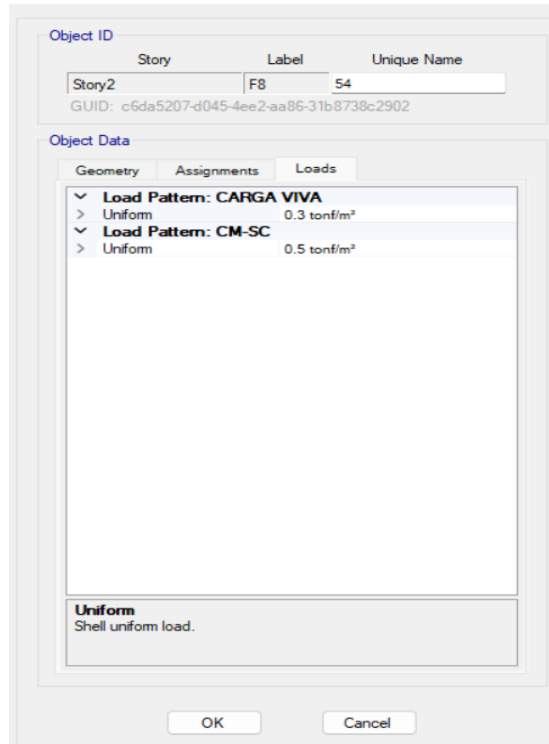 Object ID
Story Label Unique Name
Story2 F8 54
GUID: c6da5207-d045-4ee2-aa86-31b8738c2902
Object Data
Geometry Assignments Loads
Load Pattern: CARGA VIVA
Uniform 0.3 tonf/m²
Load Pattern: CM-SC
Uniform 0.5 tonf/m²
Uniform
Shell uniform load.
OK Cancel